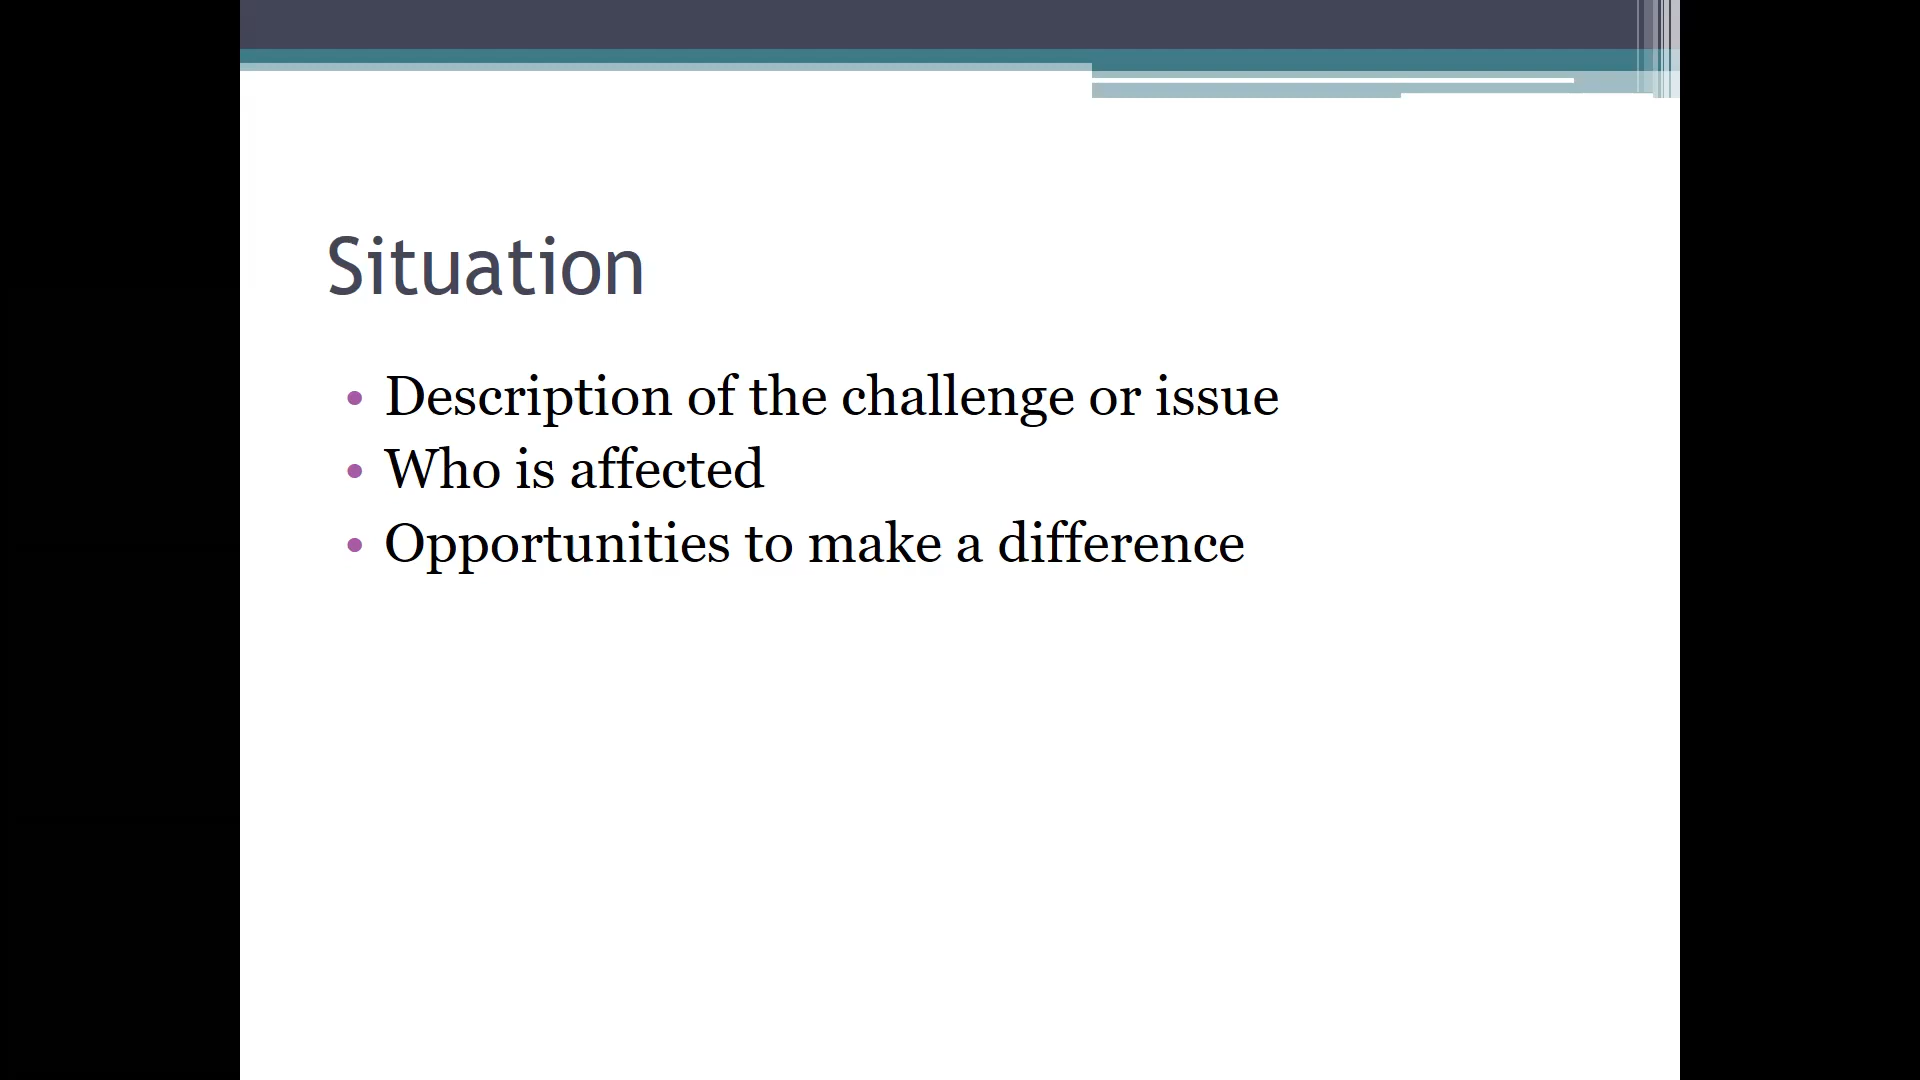 Situation
• Description of the challenge or issue
• Who is affected
• Opportunities to make a difference